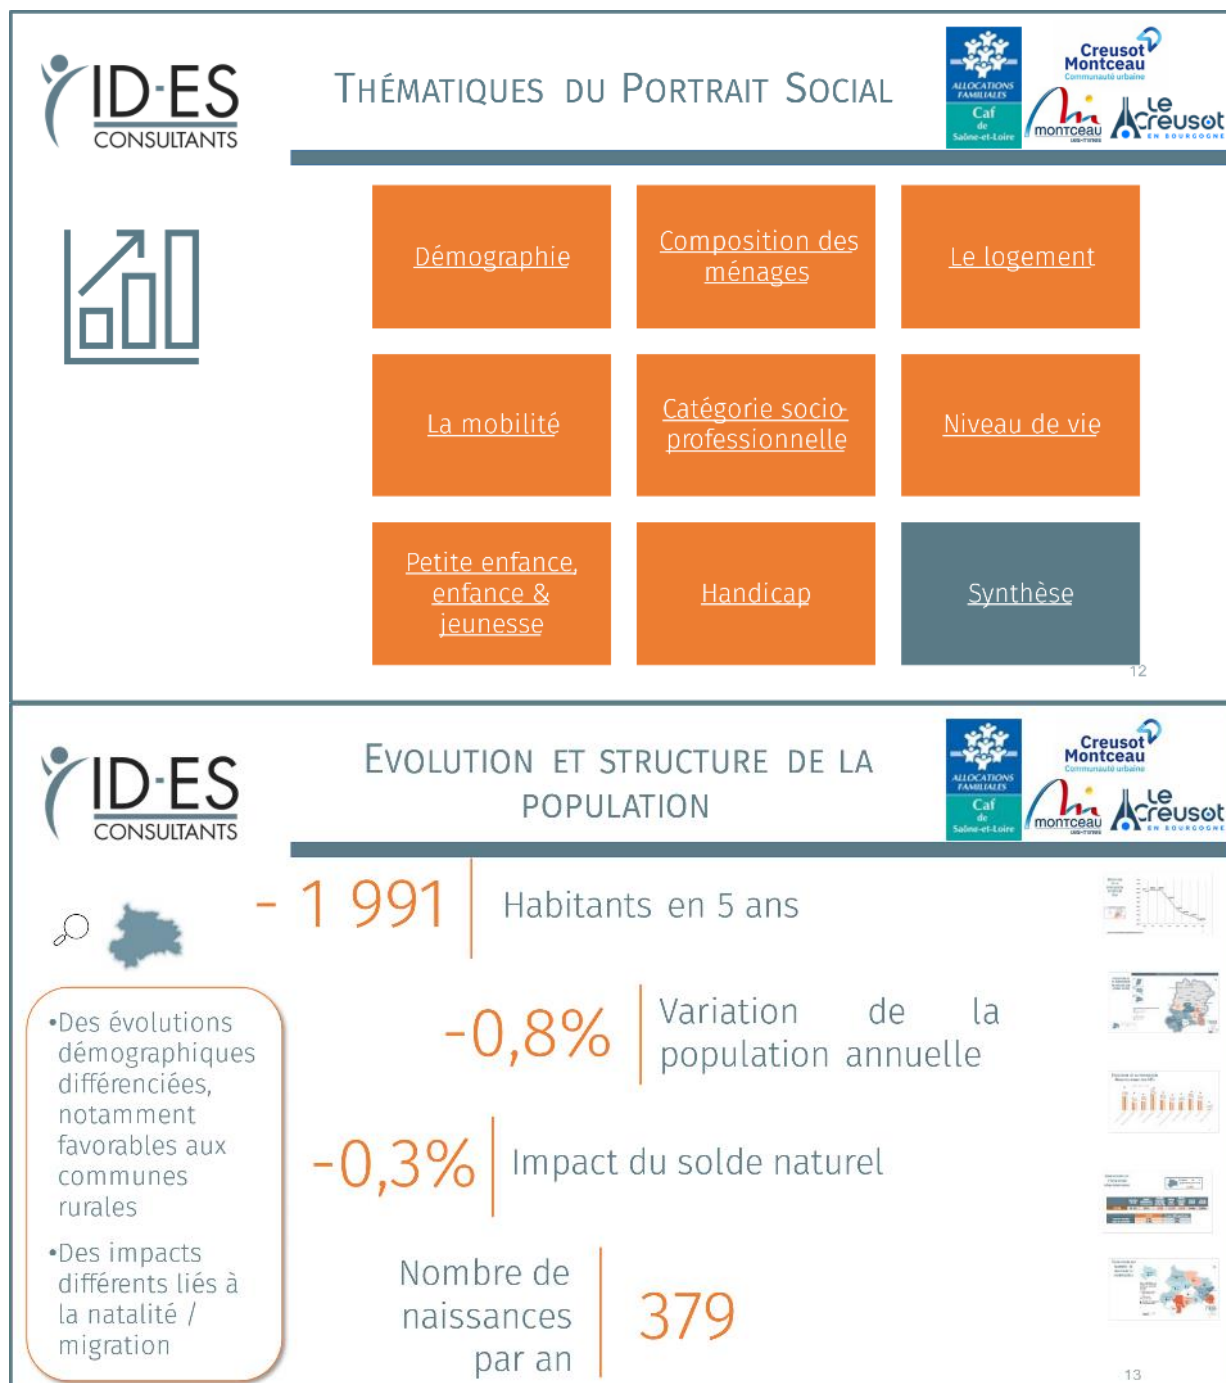 ID-ES
CONSULTANTS
THÉMATIQUES DU PORTRAIT SOCIAL
ALLOCATIONS
FAMILIALES
Caf
de
Saône-et-Loire
Creusot
Montceau
Communauté urbaine
montceau
LES-MINES
Le
Creusot
EN BOURGOGNE
Démographie
Composition des
ménages
Le logement
La mobilité
Catégorie socio-
professionnelle
Niveau de vie
Petite enfance,
enfance &
jeunesse
Handicap
Synthèse
12
ID-ES
CONSULTANTS
EVOLUTION ET STRUCTURE DE LA
POPULATION
ALLOCATIONS
FAMILIALES
Caf
de
Saône-et-Loire
Creusot
Montceau
Communauté urbaine
montceau
LES-MINES
Le
Creusot
EN BOURGOGNE
- 1 991
Habitants en 5 ans
-0,8%
Variation de la
population annuelle
-0,3%
Impact du solde naturel
Nombre de
naissances
par an
379
•Des évolutions
démographiques
différenciées,
notamment
favorables aux
communes
rurales
•Des impacts
différents liés à
la natalité /
migration
13